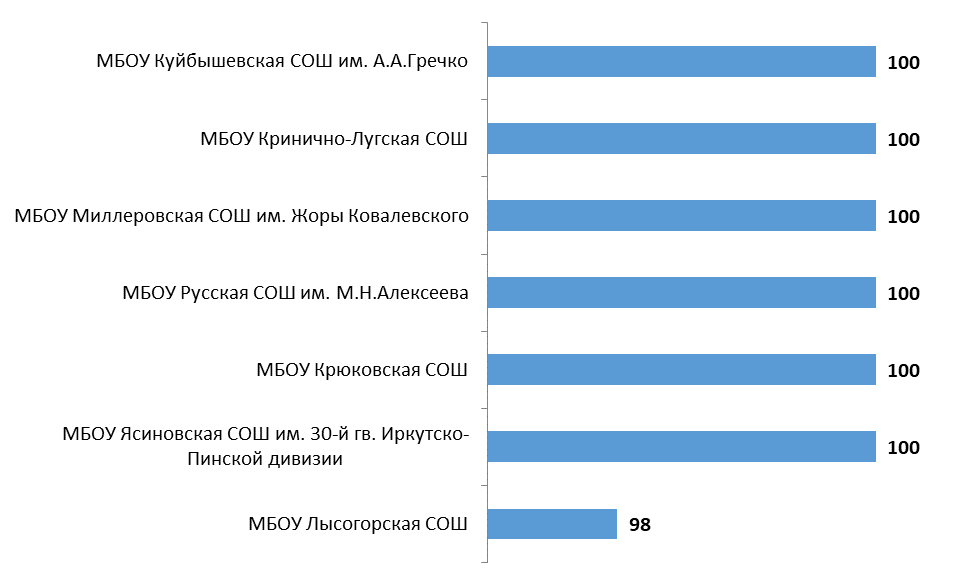 МБОУ Куйбышевская СОШ им. А.А.Гречко 100
МБОУ Кринично-Лугская СОШ 100
МБОУ Миллеровская СОШ им. Жоры Ковалевского 100
МБОУ Русская СОШ им. М.Н.Алексеева 100
МБОУ Крюковская СОШ 100
МБОУ Ясиновская СОШ им. 30-й гв. Иркутско-
Пинской дивизии 100
МБОУ Лысогорская СОШ 98